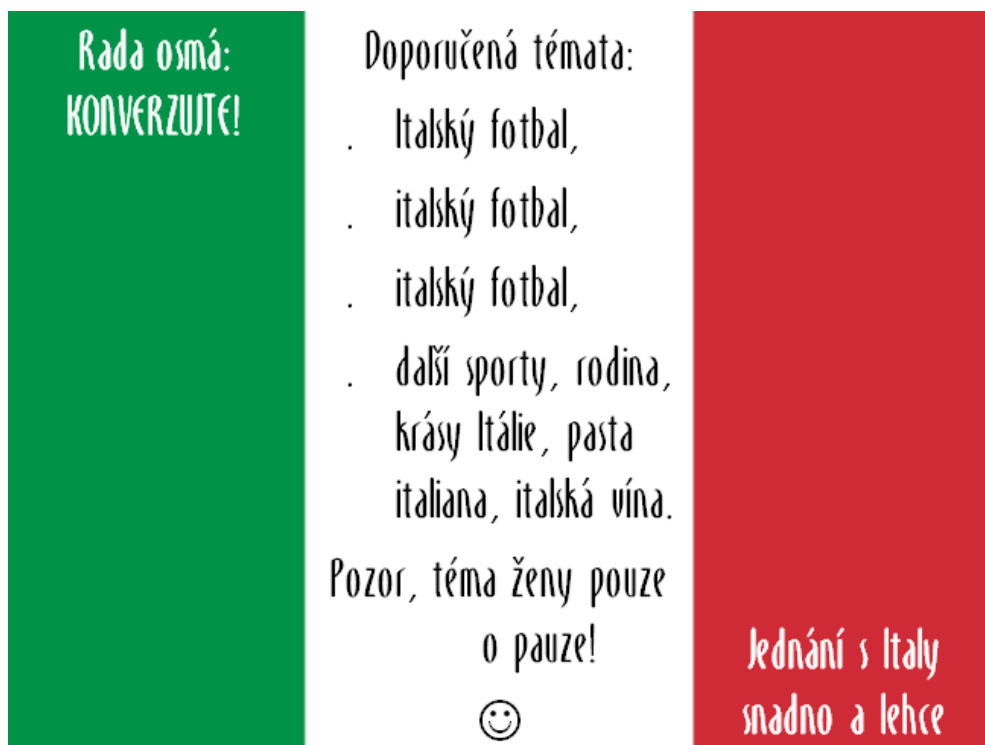 Rada osmá:
KONVERZUJTE!
Doporučená témata:
. Italský fotbal,
. italský fotbal,
. italský fotbal,
. další sporty, rodina,
krásy Itálie, pasta
italiana, italská vína.
Pozor, téma ženy pouze
o pauze!
Jednání s Italy
snadno a lehce